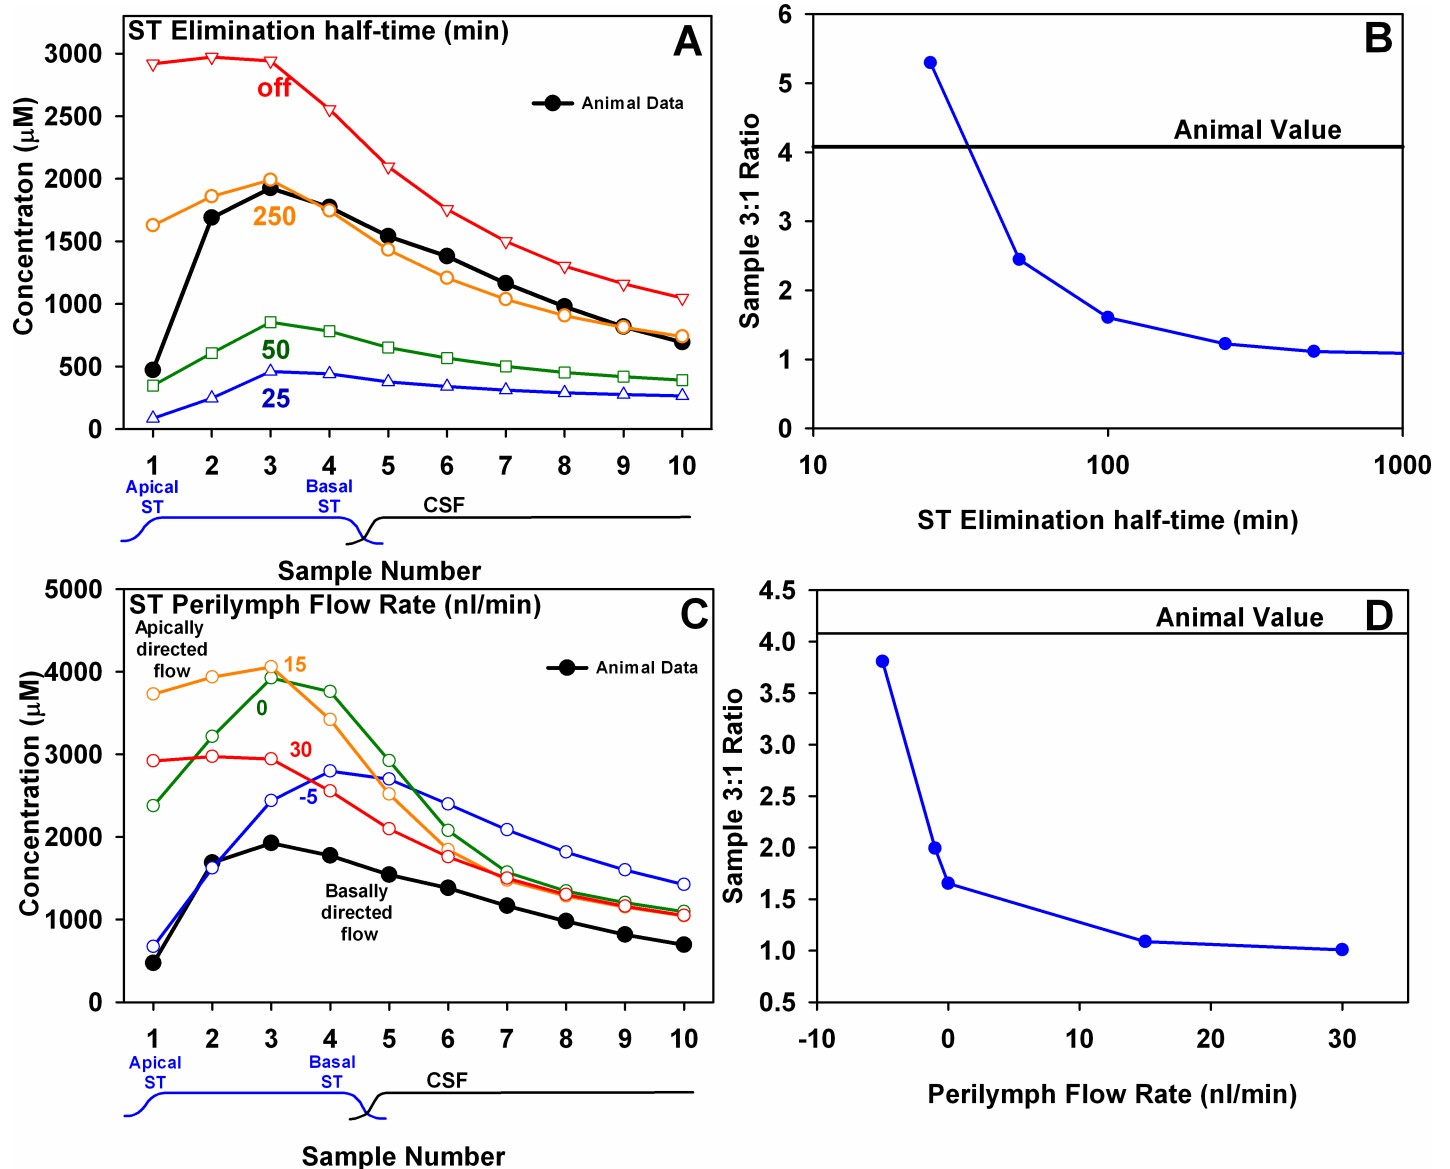 ST Elimination half-time (min)
A
3000
2500
2000
1500
1000
500
0
Concentraton (μM)
off
250
50
25
Animal Data
1 2 3 4 5 6 7 8 9 10
Apical
ST
Basal
ST
CSF
Sample Number
B
6
5
4
3
2
1
0
Sample 3:1 Ratio
Animal Value
10 100 1000
ST Elimination half-time (min)
ST Perilymph Flow Rate (nl/min)
C
5000
4000
3000
2000
1000
0
Concentration (μM)
Apically
directed
flow
15
0
30
-5
Animal Data
Basally
directed
flow
1 2 3 4 5 6 7 8 9 10
Apical
ST
Basal
ST
CSF
Sample Number
D
4.5
4.0
3.5
3.0
2.5
2.0
1.5
1.0
0.5
Sample 3:1 Ratio
Animal Value
-10 0 10 20 30
Perilymph Flow Rate (nl/min)